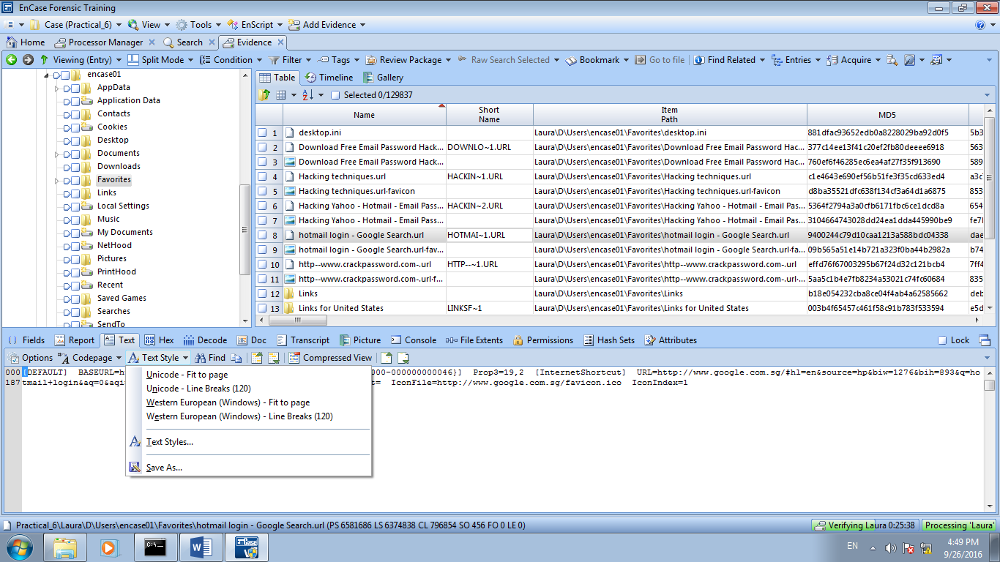 EnCase Forensic Training
Case (Practical_6) View Tools EnScript Add Evidence
Home Processor Manager Search Evidence
Viewing (Entry) Split Mode Condition Filter Tags Review Package Raw Search Selected Bookmark Go to file Find Related Entries Acquire
encase01
AppData
Application Data
Contacts
Cookies
Desktop
Documents
Downloads
Favorites
Links
Local Settings
Music
My Documents
NetHood
Pictures
PrintHood
Recent
Saved Games
Searches
SendTo
Table Timeline Gallery
Selected 0/129837
Name Short Name Item Path MD5
1 desktop.ini Laura\D\Users\encase01\Favorites\desktop.ini 881dfac93652edb0a8228029ba92d0f5 5b3
2 Download Free Email Password Hack... DOWNLO~1.URL Laura\D\Users\encase01\Favorites\Download Free Email Password Hac... 377c14ee13f41c20ef2fb80deeee6918 563
3 Download Free Email Password Hack... Laura\D\Users\encase01\Favorites\Download Free Email Password Hac... 760ef6f46285ec6ea4af27f35f913690 589
4 Hacking techniques.url HACKIN~1.URL Laura\D\Users\encase01\Favorites\Hacking techniques.url c1e4643e690ef56b51fe3f35cd633ed4 a3c
5 Hacking techniques.url·favicon Laura\D\Users\encase01\Favorites\Hacking techniques.url·favicon d8ba35521dfc638f134cf3a64d1a6875 853
6 Hacking Yahoo - Hotmail - Email Pass... HACKIN~2.URL Laura\D\Users\encase01\Favorites\Hacking Yahoo - Hotmail - Email Pas... 5364f2794a3a0cfb6171fbc6ce1dcd8a 654
7 Hacking Yahoo - Hotmail - Email Pass... Laura\D\Users\encase01\Favorites\Hacking Yahoo - Hotmail - Email Pas... 3104664743028dd24ea1dda445990be9 fe7
8 hotmail login - Google Search.url HOTMAI~1.URL Laura\D\Users\encase01\Favorites\hotmail login - Google Search.url 9400244c79d10caa1213a588bdc04338 dae
9 hotmail login - Google Search.url·fav... Laura\D\Users\encase01\Favorites\hotmail login - Google Search.url·fa... 09b565a51e14b721a323f0ba44b2982a b74
10 http--www.crackpassword.com-.url HTTP--~1.URL Laura\D\Users\encase01\Favorites\http--www.crackpassword.com-.url effd76f67003295b67f24d32c121bcb4 7ff4
11 http--www.crackpassword.com-.url·f... Laura\D\Users\encase01\Favorites\http--www.crackpassword.com-.url·... 5aa5c1b4e7fb8234a53021c74fc60684 835
12 Links Laura\D\Users\encase01\Favorites\Links b18e054232cba8ce04f4ab4a62585662 deb
13 Links for United States LINKSF~1 Laura\D\Users\encase01\Favorites\Links for United States 003b4f65457c461f58c91b783f533594 e5d
Fields Report Text Hex Decode Doc Transcript Picture Console File Extents Permissions Hash Sets Attributes Lock
Options Codepage Text Style Find Compressed View
000 [DEFAULT] BASEURL=h 000-000000000046}] Prop3=19,2 [InternetShortcut] URL=http://www.google.com.sg/#hl=en&source=hp&biw=1276&bih=893&q=ho
187 tmail+login&aq=0&aqi t= IconFile=http://www.google.com.sg/favicon.ico IconIndex=1
Unicode - Fit to page
Unicode - Line Breaks (120)
Western European (Windows) - Fit to page
Western European (Windows) - Line Breaks (120)
Text Styles...
Save As...
Practical_6\Laura\D\Users\encase01\Favorites\hotmail login - Google Search.url (PS 6581686 LS 6374838 CL 796854 SO 456 FO 0 LE 0) Verifying Laura 0:25:38 Processing 'Laura'
EN 4:49 PM
9/26/2016